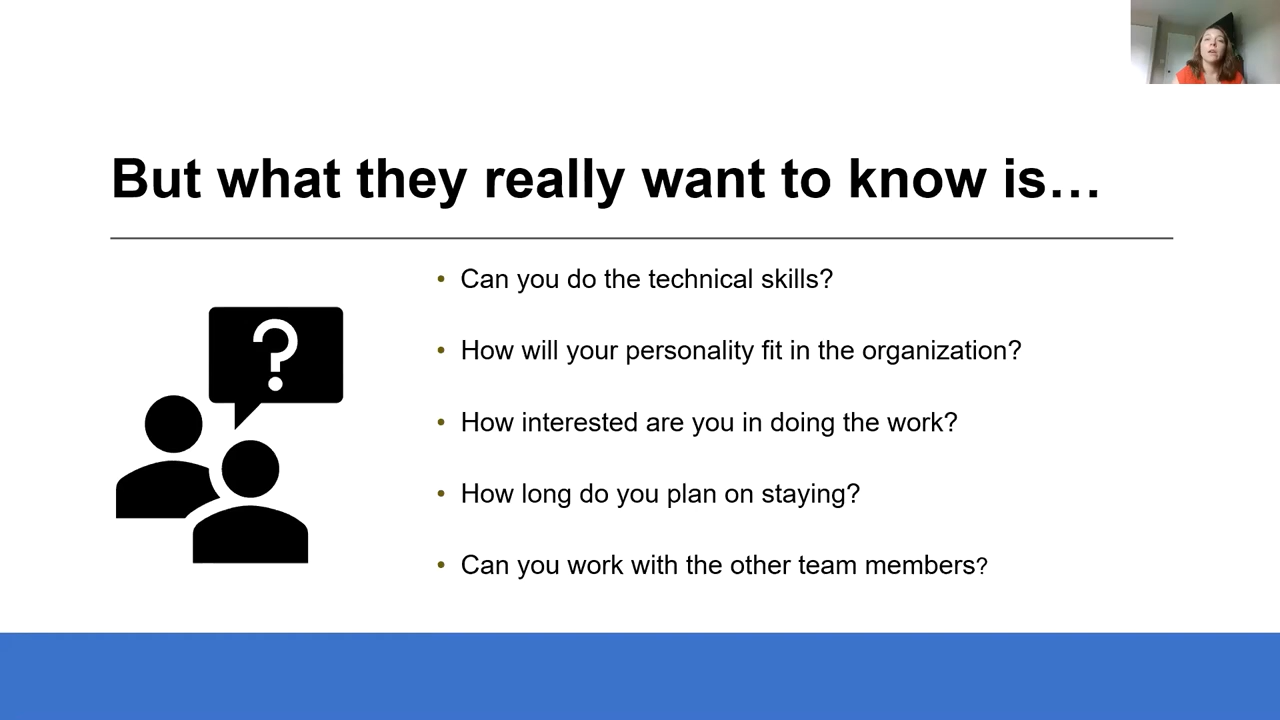 But what they really want to know is…
• Can you do the technical skills?
• How will your personality fit in the organization?
• How interested are you in doing the work?
• How long do you plan on staying?
• Can you work with the other team members?
?